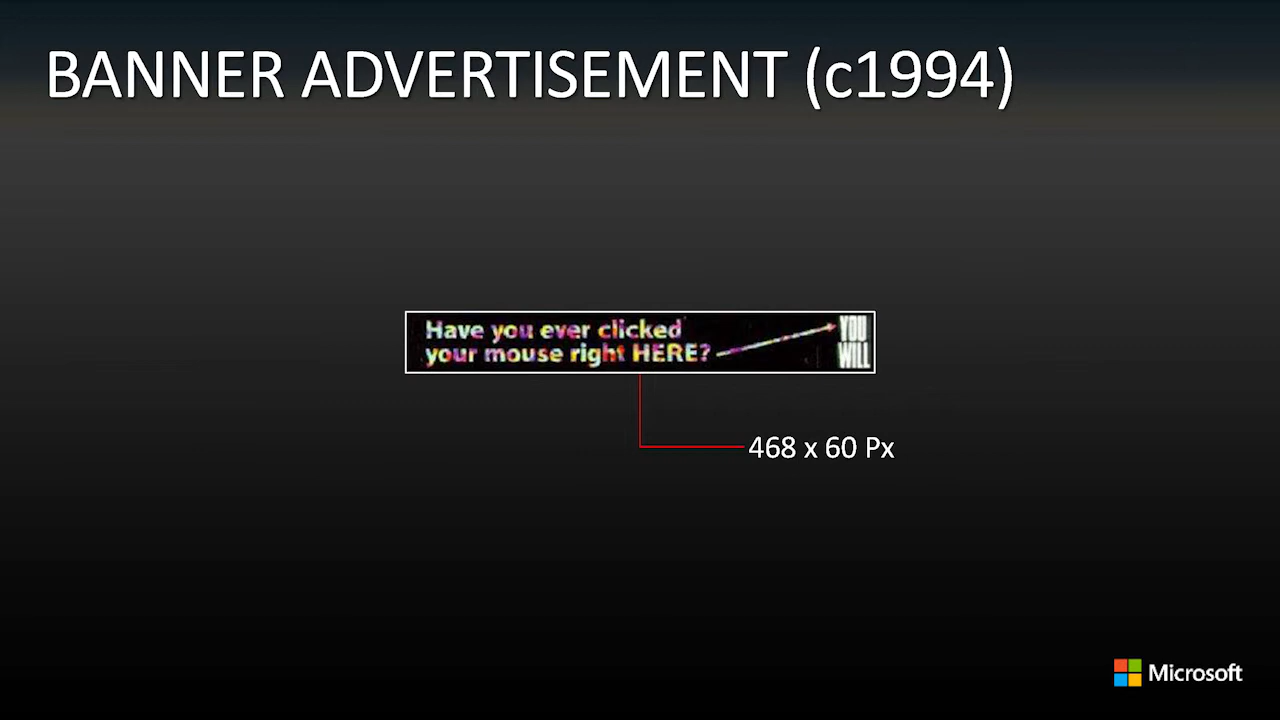 BANNER ADVERTISEMENT (c1994)
Have you ever clicked
your mouse right HERE?
YOU
WILL
468 x 60 Px
Microsoft